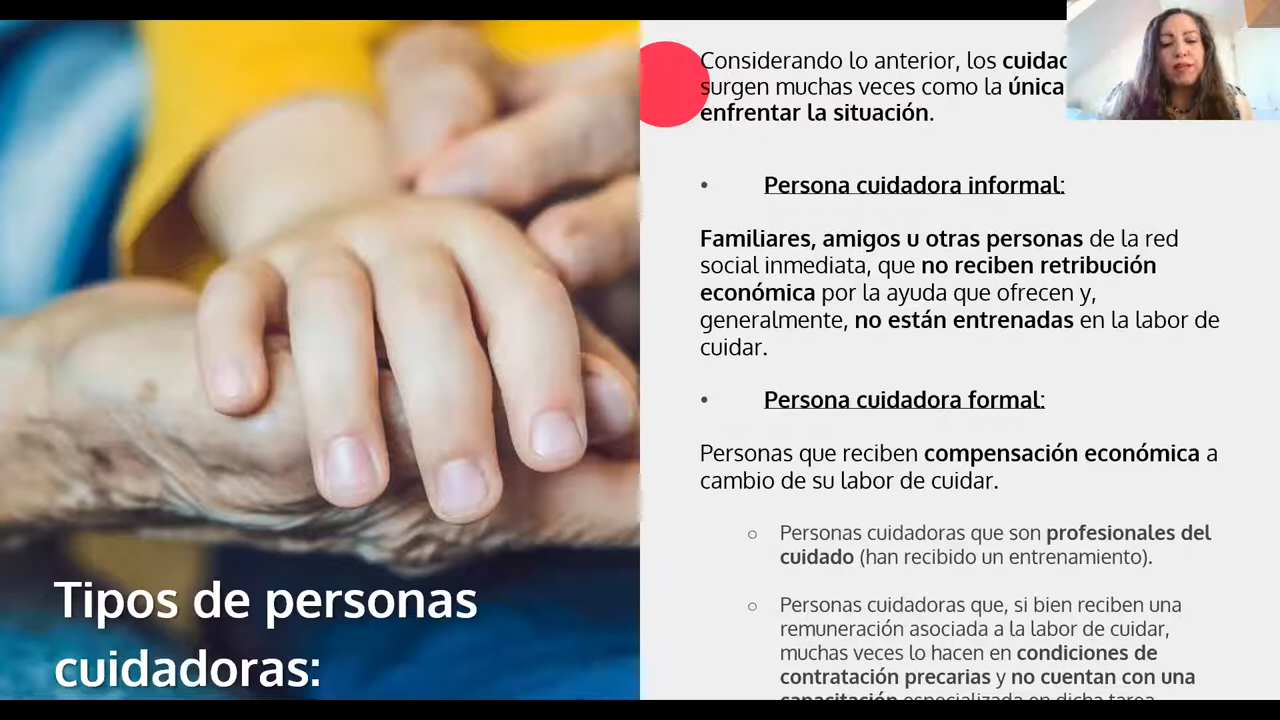 Considerando lo anterior, los
surgen muchas veces como la única
enfrentar la situación.
• Persona cuidadora informal:
Familiares, amigos u otras personas de la red
social inmediata, que no reciben retribución
económica por la ayuda que ofrecen y,
generalmente, no están entrenadas en la labor de
cuidar.
• Persona cuidadora formal:
Personas que reciben compensación económica a
cambio de su labor de cuidar.
○ Personas cuidadoras que son profesionales del
cuidado (han recibido un entrenamiento).
○ Personas cuidadoras que, si bien reciben una
remuneración asociada a la labor de cuidar,
muchas veces lo hacen en condiciones de
contratación precarias y no cuentan con una
capacitación especializada en dicha tarea
Tipos de personas
cuidadoras: